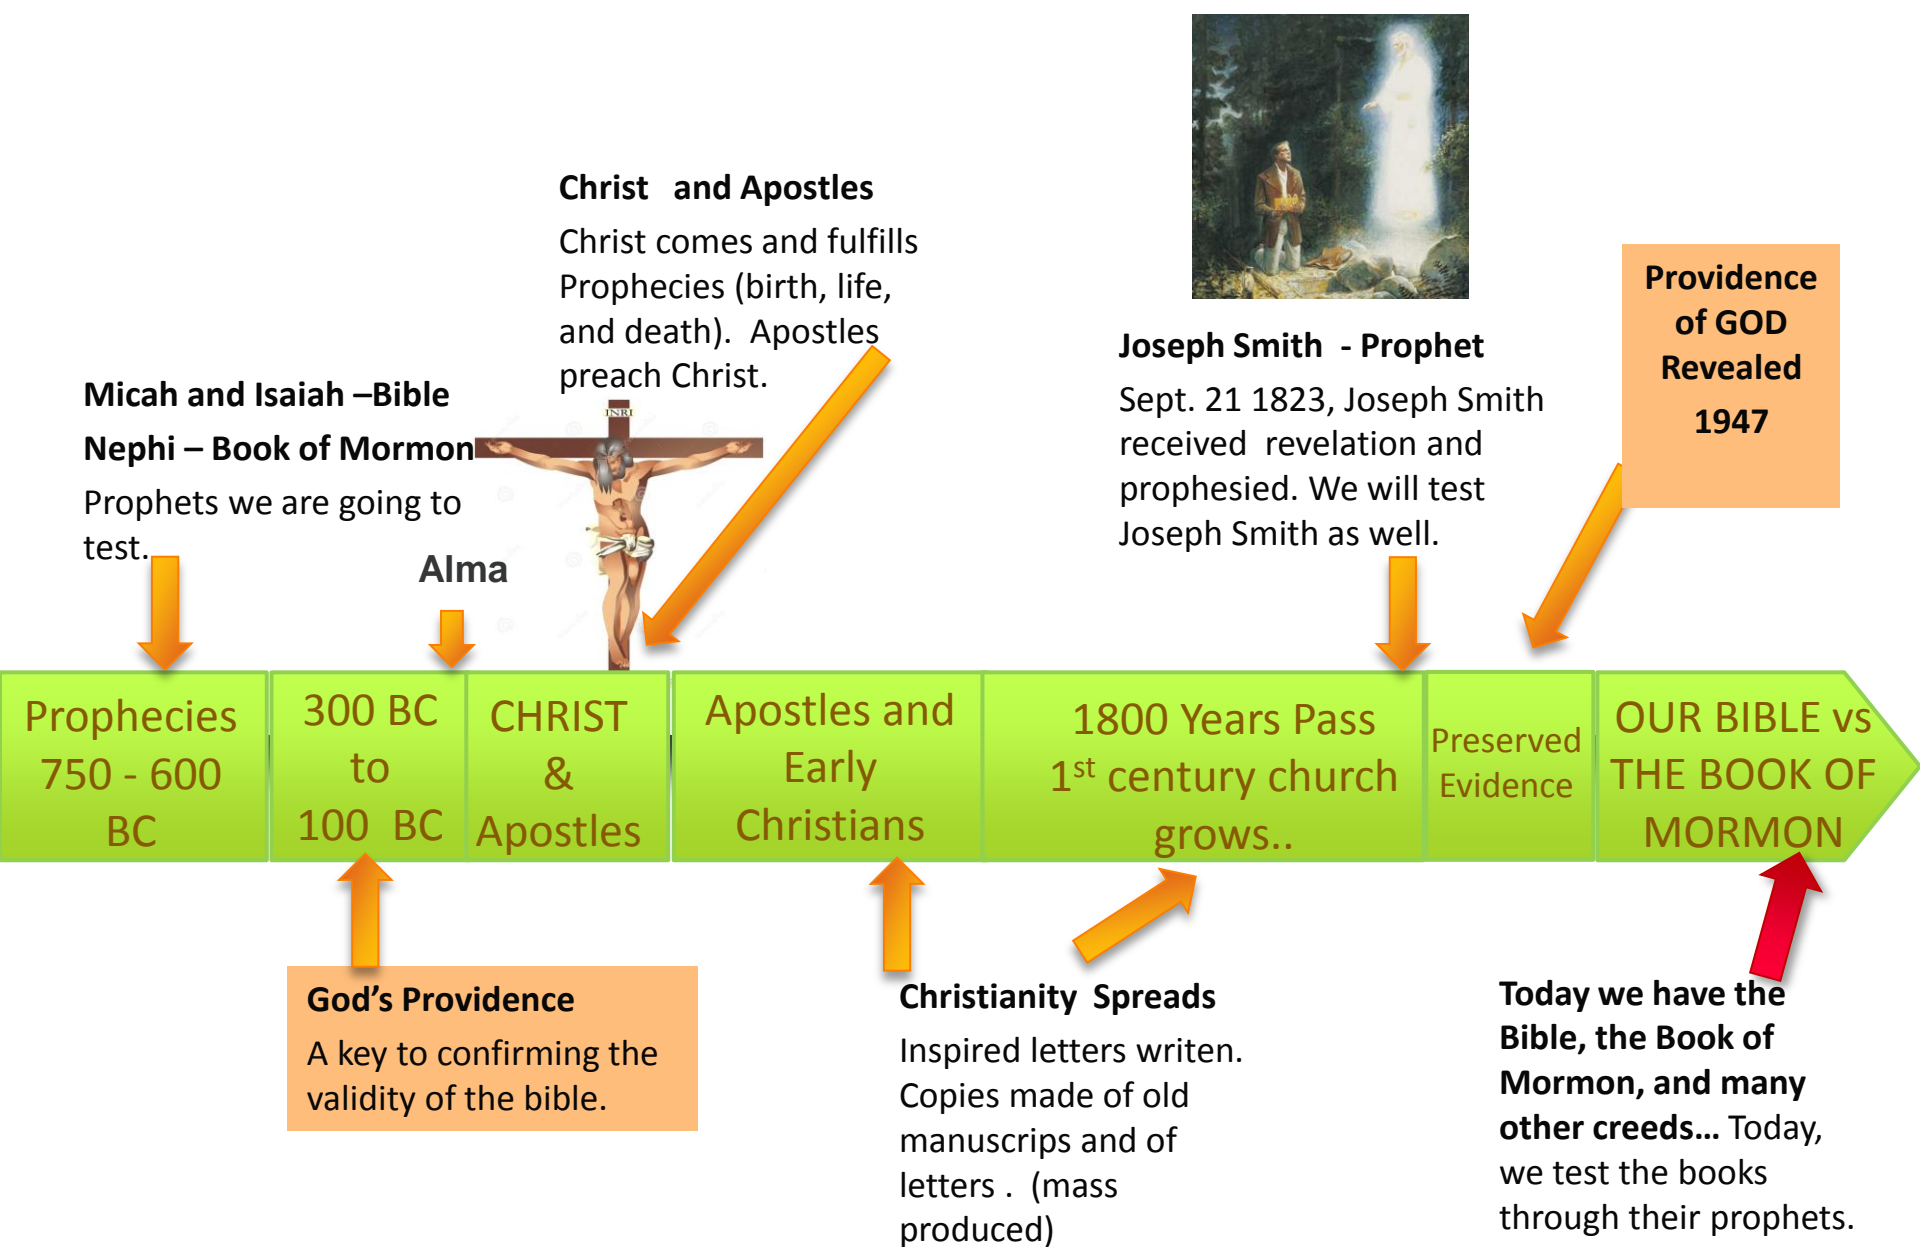 Christ and Apostles
Christ comes and fulfills
Prophecies (birth, life,
and death). Apostles
preach Christ.
Micah and Isaiah –Bible
Nephi – Book of Mormon
Prophets we are going to
test.
Alma
INRI
Joseph Smith - Prophet
Sept. 21 1823, Joseph Smith
received revelation and
prophesied. We will test
Joseph Smith as well.
Providence
of GOD
Revealed
1947
Prophecies
750 - 600
BC
300 BC
to
100 BC
CHRIST
&
Apostles
Apostles and
Early
Christians
1800 Years Pass
1st century church
grows..
Preserved
Evidence
OUR BIBLE vs
THE BOOK OF
MORMON
God’s Providence
A key to confirming the
validity of the bible.
Christianity Spreads
Inspired letters writen.
Copies made of old
manuscrips and of
letters . (mass
produced)
Today we have the
Bible, the Book of
Mormon, and many
other creeds… Today,
we test the books
through their prophets.